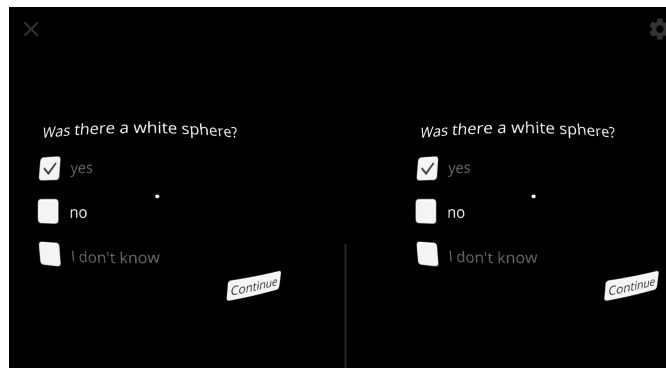 Was there a white sphere?
yes
no
I don't know
Continue
Was there a white sphere?
yes
no
I don't know
Continue